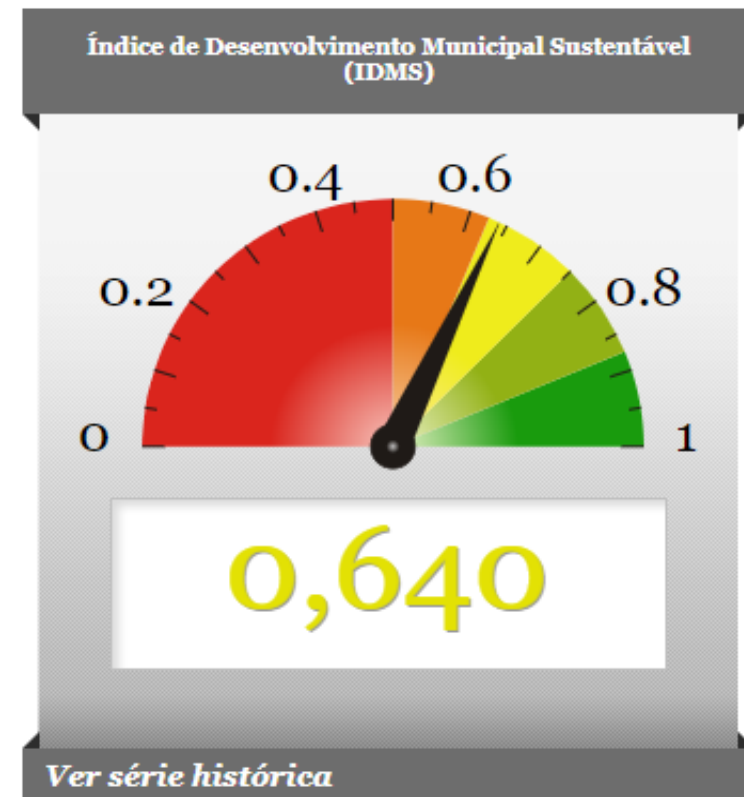 Índice de Desenvolvimento Municipal Sustentável
(IDMS)
0.4 0.6
0.2 0.8
0 1
0,640
Ver série histórica